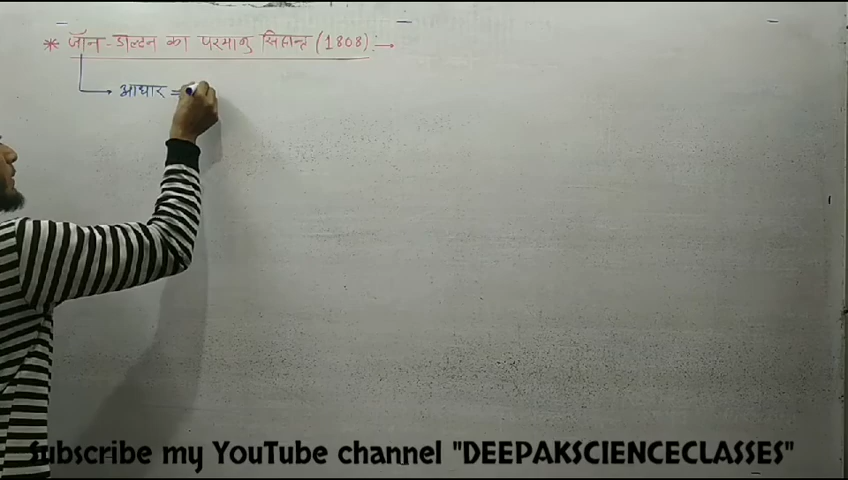 * जॉन-डाल्टन का परमाणु सिद्धान्त (1808) :→
→ आधार =
Subscribe my YouTube channel "DEEPAKSCIENCECLASSES"